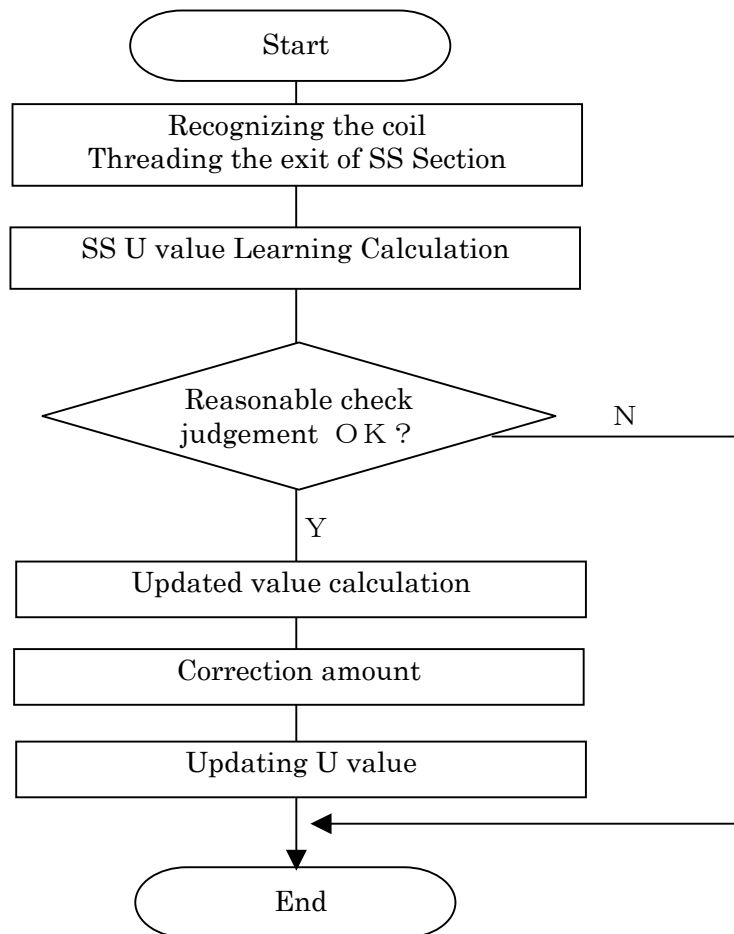 Start
Recognizing the coil
Threading the exit of SS Section
SS U value Learning Calculation
Reasonable check
judgement ＯＫ？
N
Y
Updated value calculation
Correction amount
Updating U value
End